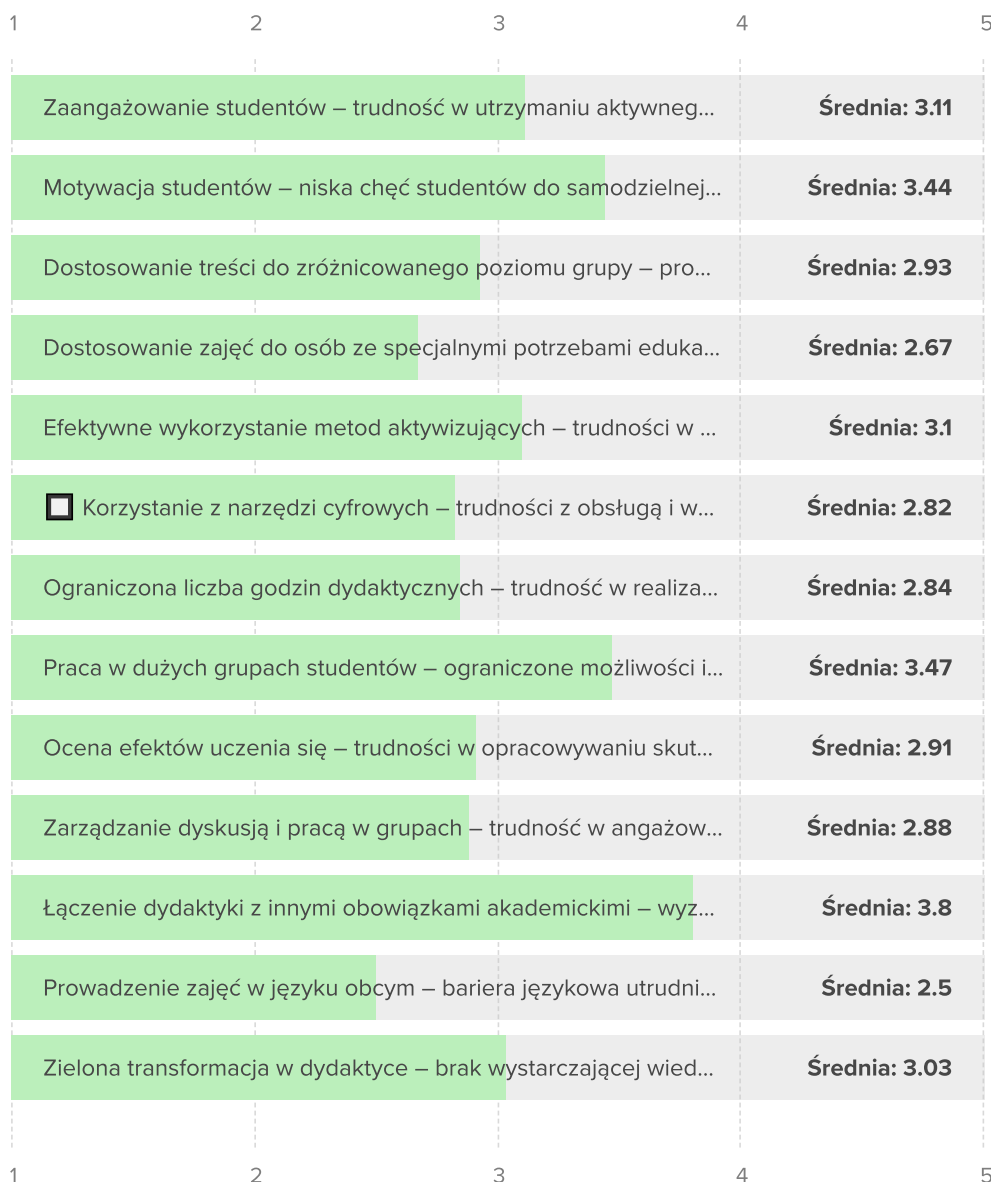 1 2 3 4 5
Zaangażowanie studentów – trudność w utrzymaniu aktywneg... Średnia: 3.11
Motywacja studentów – niska chęć studentów do samodzielnej... Średnia: 3.44
Dostosowanie treści do zróżnicowanego poziomu grupy – pro... Średnia: 2.93
Dostosowanie zajęć do osób ze specjalnymi potrzebami eduka... Średnia: 2.67
Efektywne wykorzystanie metod aktywizujących – trudności w ... Średnia: 3.1
Korzystanie z narzędzi cyfrowych – trudności z obsługą i w... Średnia: 2.82
Ograniczona liczba godzin dydaktycznych – trudność w realiza... Średnia: 2.84
Praca w dużych grupach studentów – ograniczone możliwości i... Średnia: 3.47
Ocena efektów uczenia się – trudności w opracowywaniu skut... Średnia: 2.91
Zarządzanie dyskusją i pracą w grupach – trudność w angażow... Średnia: 2.88
Łączenie dydaktyki z innymi obowiązkami akademickimi – wyz... Średnia: 3.8
Prowadzenie zajęć w języku obcym – bariera językowa utrudni... Średnia: 2.5
Zielona transformacja w dydaktyce – brak wystarczającej wied... Średnia: 3.03
1 2 3 4 5